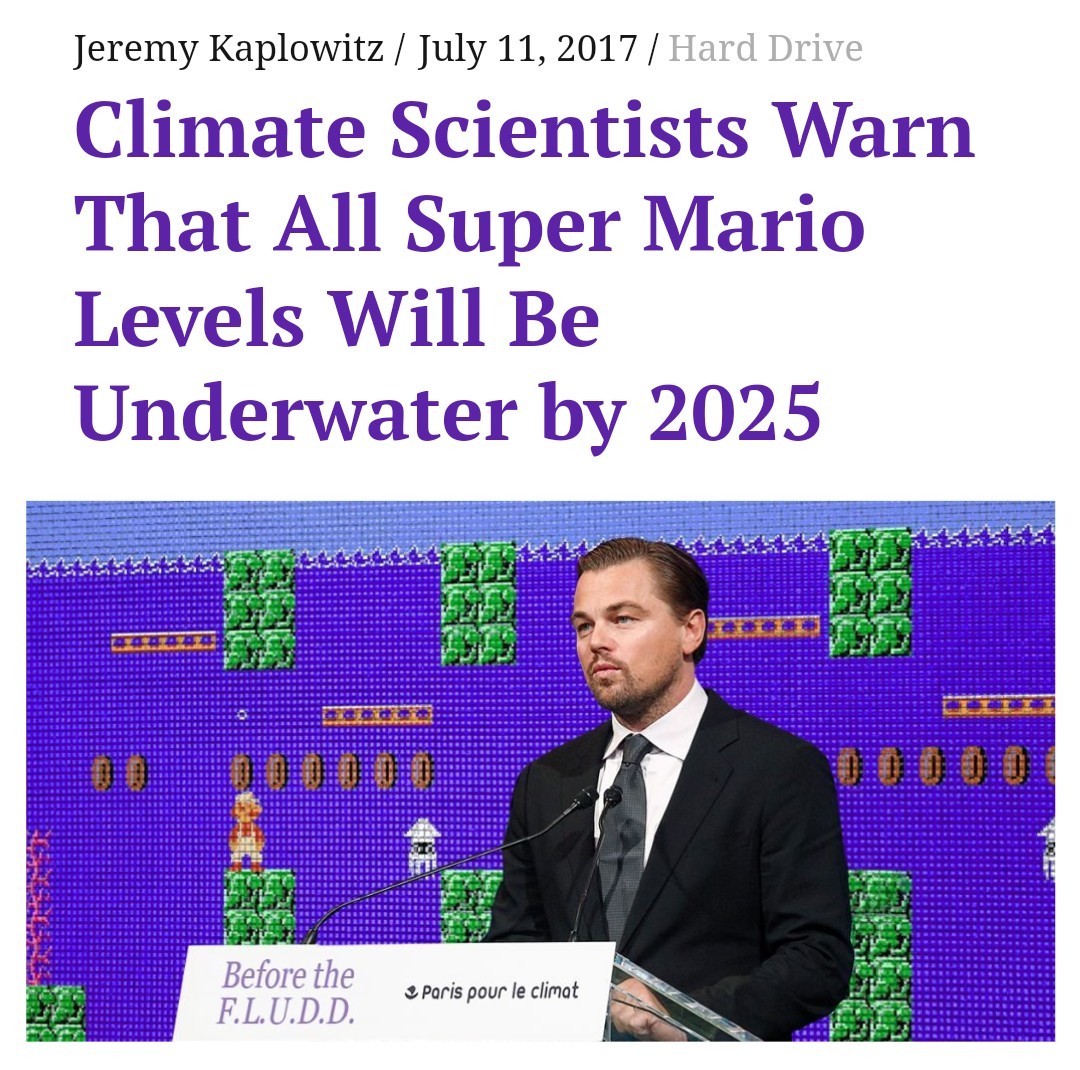 Jeremy Kaplowitz / July 11, 2017 / Hard Drive
Climate Scientists Warn
That All Super Mario
Levels Will Be
Underwater by 2025
Before the
F.L.U.D.D.
Paris pour le climat